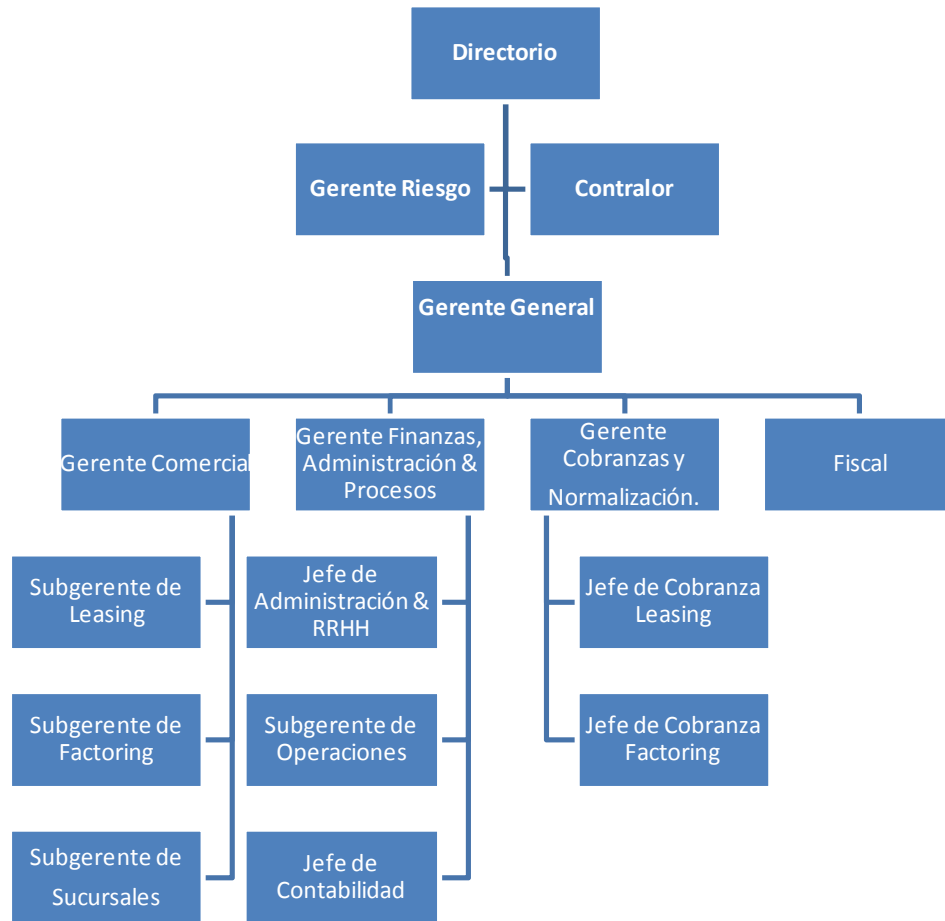 Directorio
Gerente Riesgo
Contralor
Gerente General
Gerente Comercial
Gerente Finanzas,
Administración &
Procesos
Gerente
Cobranzas y
Normalización.
Fiscal
Subgerente de
Leasing
Jefe de
Administración &
RRHH
Jefe de Cobranza
Leasing
Subgerente de
Factoring
Subgerente de
Operaciones
Jefe de Cobranza
Factoring
Subgerente de
Sucursales
Jefe de
Contabilidad